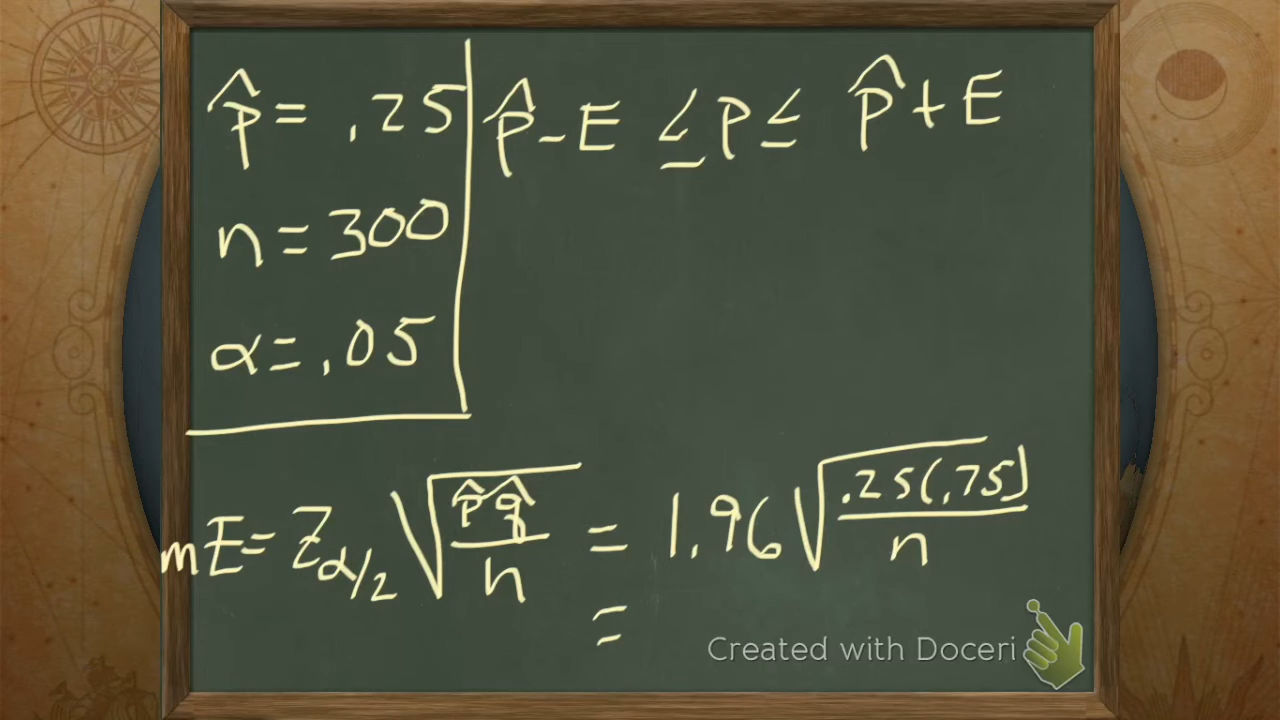 p̂ = .25
p̂ - E ≤ p ≤ p̂ + E
n = 300
α = .05
mE = Z_{α/2} √(p̂q̂/n) = 1.96 √(.25(.75)/n)
=
Created with Doceri